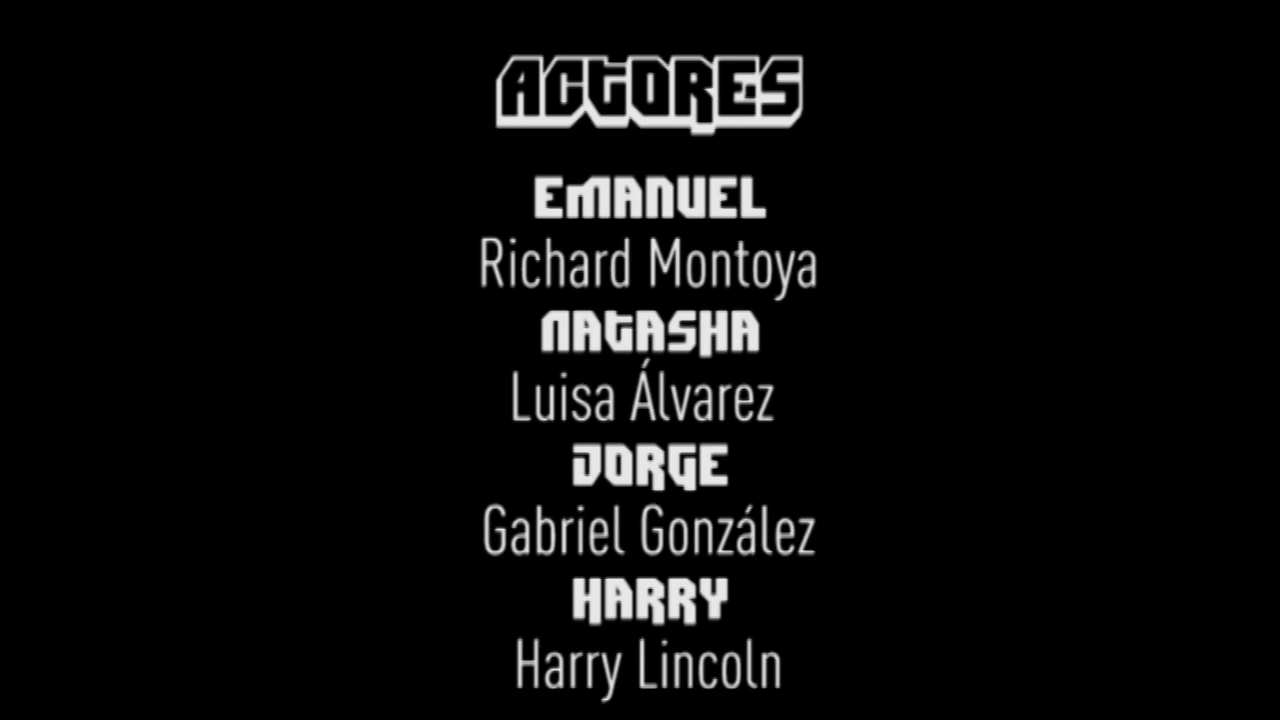 ACTORES
EMANUEL
Richard Montoya
NATASHA
Luisa Álvarez
JORGE
Gabriel González
HARRY
Harry Lincoln